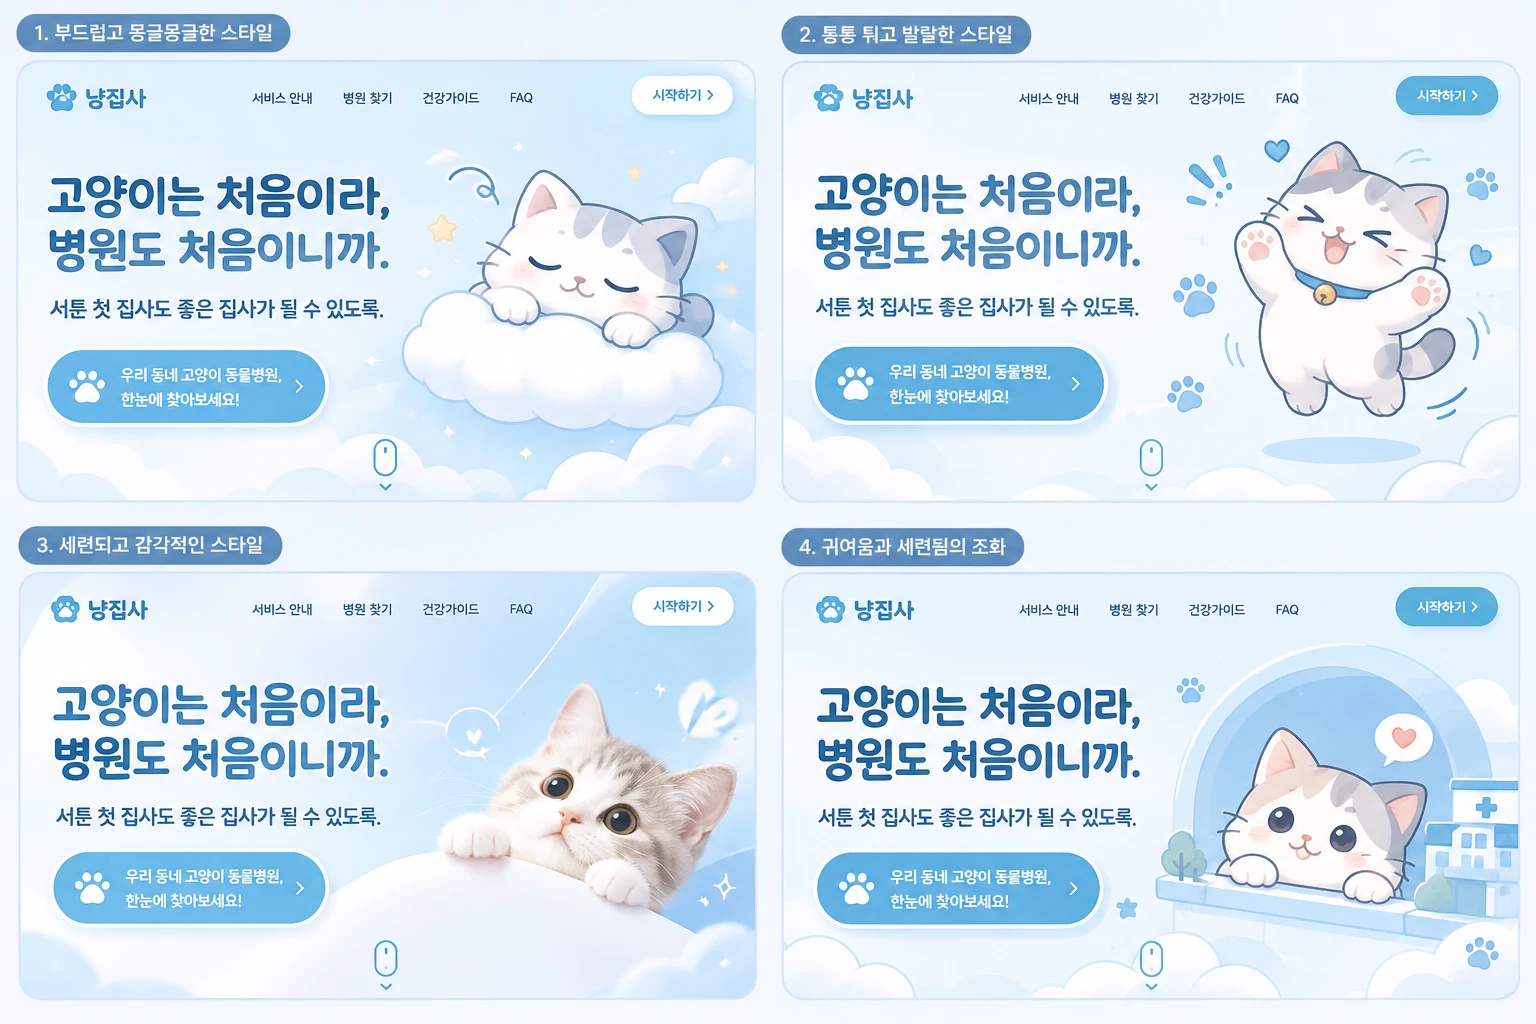 1. 부드럽고 몽글몽글한 스타일
냥집사
서비스 안내
병원 찾기
건강가이드
FAQ
시작하기
고양이는 처음이라,
병원도 처음이니까.
서툰 첫 집사도 좋은 집사가 될 수 있도록.
우리 동네 고양이 동물병원,
한눈에 찾아보세요!
2. 통통 튀고 발랄한 스타일
냥집사
서비스 안내
병원 찾기
건강가이드
FAQ
시작하기
고양이는 처음이라,
병원도 처음이니까.
서툰 첫 집사도 좋은 집사가 될 수 있도록.
우리 동네 고양이 동물병원,
한눈에 찾아보세요!
3. 세련되고 감각적인 스타일
냥집사
서비스 안내
병원 찾기
건강가이드
FAQ
시작하기
고양이는 처음이라,
병원도 처음이니까.
서툰 첫 집사도 좋은 집사가 될 수 있도록.
우리 동네 고양이 동물병원,
한눈에 찾아보세요!
4. 귀여움과 세련됨의 조화
냥집사
서비스 안내
병원 찾기
건강가이드
FAQ
시작하기
고양이는 처음이라,
병원도 처음이니까.
서툰 첫 집사도 좋은 집사가 될 수 있도록.
우리 동네 고양이 동물병원,
한눈에 찾아보세요!